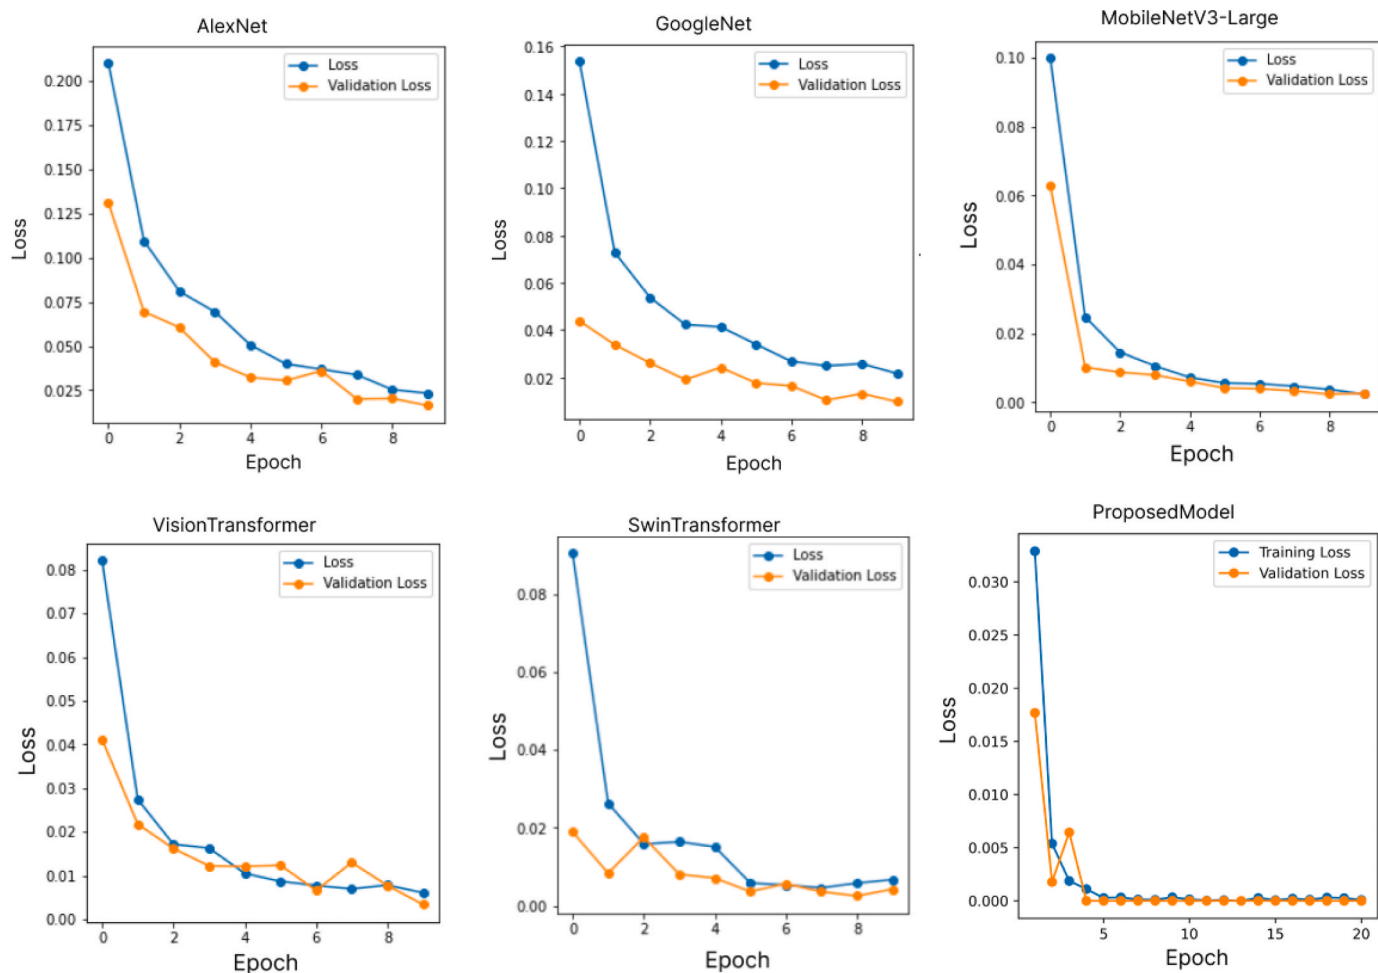 AlexNet
Loss
Validation Loss
0.200
0.175
0.150
0.125
0.100
0.075
0.050
0.025
0 2 4 6 8
Loss
Epoch
GoogleNet
Loss
Validation Loss
0.16
0.14
0.12
0.10
0.08
0.06
0.04
0.02
0 2 4 6 8
Loss
Epoch
MobileNetV3-Large
Loss
Validation Loss
0.10
0.08
0.06
0.04
0.02
0.00
0 2 4 6 8
Loss
Epoch
VisionTransformer
Loss
Validation Loss
0.08
0.07
0.06
0.05
0.04
0.03
0.02
0.01
0.00
0 2 4 6 8
Loss
Epoch
SwinTransformer
Loss
Validation Loss
0.08
0.06
0.04
0.02
0.00
0 2 4 6 8
Loss
Epoch
ProposedModel
Training Loss
Validation Loss
0.030
0.025
0.020
0.015
0.010
0.005
0.000
5 10 15 20
Loss
Epoch